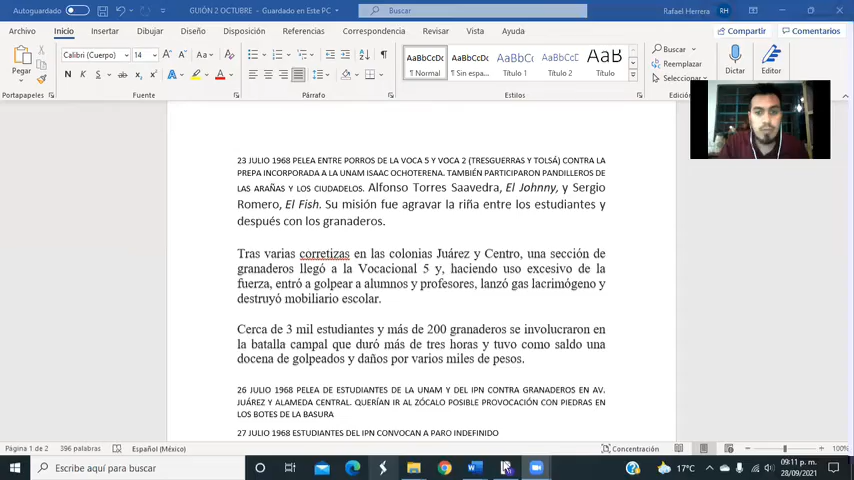 Autoguardado GUIÓN 2 OCTUBRE - Guardado en Este PC Buscar Rafael Herrera RH
Archivo Inicio Insertar Dibujar Diseño Disposición Referencias Correspondencia Revisar Vista Ayuda Compartir Comentarios
Calibri (Cuerpo) 14 Buscar
Pegar AaBbCcDc AaBbCcDc AaBbCc AaBbCcD AaB Reemplazar
N K S ab ¶ Normal ¶ Sin espa... Título 1 Título 2 Título Seleccionar Dictar Editor
Portapapeles Fuente Párrafo Estilos Edición Voz Editor
23 JULIO 1968 PELEA ENTRE PORROS DE LA VOCA 5 Y VOCA 2 (TRESGUERRAS Y TOLSÁ) CONTRA LA
PREPA INCORPORADA A LA UNAM ISAAC OCHOTERENA. TAMBIÉN PARTICIPARON PANDILLEROS DE
LAS ARAÑAS Y LOS CIUDADELOS. Alfonso Torres Saavedra, El Johnny, y Sergio
Romero, El Fish. Su misión fue agravar la riña entre los estudiantes y
después con los granaderos.
Tras varias corretizas en las colonias Juárez y Centro, una sección de
granaderos llegó a la Vocacional 5 y, haciendo uso excesivo de la
fuerza, entró a golpear a alumnos y profesores, lanzó gas lacrimógeno y
destruyó mobiliario escolar.
Cerca de 3 mil estudiantes y más de 200 granaderos se involucraron en
la batalla campal que duró más de tres horas y tuvo como saldo una
docena de golpeados y daños por varios miles de pesos.
26 JULIO 1968 PELEA DE ESTUDIANTES DE LA UNAM Y DEL IPN CONTRA GRANADEROS EN AV.
JUÁREZ Y ALAMEDA CENTRAL. QUERÍAN IR AL ZÓCALO POSIBLE PROVOCACIÓN CON PIEDRAS EN
LOS BOTES DE LA BASURA
27 JULIO 1968 ESTUDIANTES DEL IPN CONVOCAN A PARO INDEFINIDO
Página 1 de 2 396 palabras Español (México) Concentración 100%
Escribe aquí para buscar 17°C 09:11 p. m.
28/09/2021